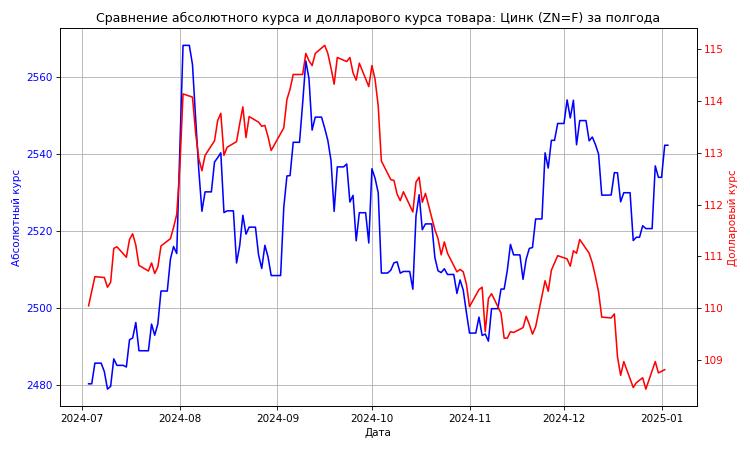 Сравнение абсолютного курса и долларового курса товара: Цинк (ZN=F) за полгода
Абсолютный курс
2560
2540
2520
2500
2480
115
114
113
112
111
110
109
Долларовый курс
2024-07 2024-08 2024-09 2024-10 2024-11 2024-12 2025-01
Дата